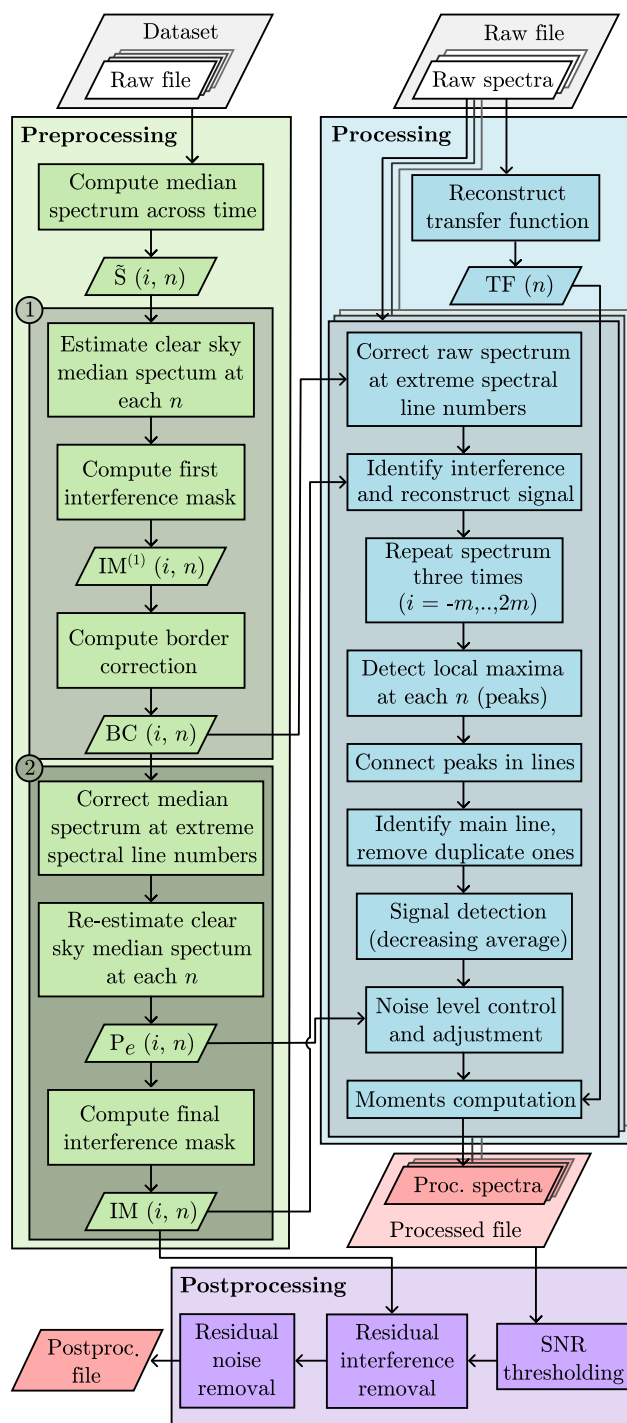 Dataset
Raw file
Preprocessing
Compute median
spectrum across time
S̃ (i, n)
1
Estimate clear sky
median spectum at
each n
Compute first
interference mask
IM⁽¹⁾ (i, n)
Compute border
correction
BC (i, n)
2
Correct median
spectrum at extreme
spectral line numbers
Re-estimate clear
sky median spectum
at each n
Pₑ (i, n)
Compute final
interference mask
IM (i, n)
Raw file
Raw spectra
Processing
Reconstruct
transfer function
TF (n)
Correct raw spectrum
at extreme spectral
line numbers
Identify interference
and reconstruct signal
Repeat spectrum
three times
(i = -m,..,2m)
Detect local maxima
at each n (peaks)
Connect peaks in lines
Identify main line,
remove duplicate ones
Signal detection
(decreasing average)
Noise level control
and adjustment
Moments computation
Proc. spectra
Processed file
Postprocessing
SNR
thresholding
Residual
interference
removal
Residual
noise
removal
Postproc.
file